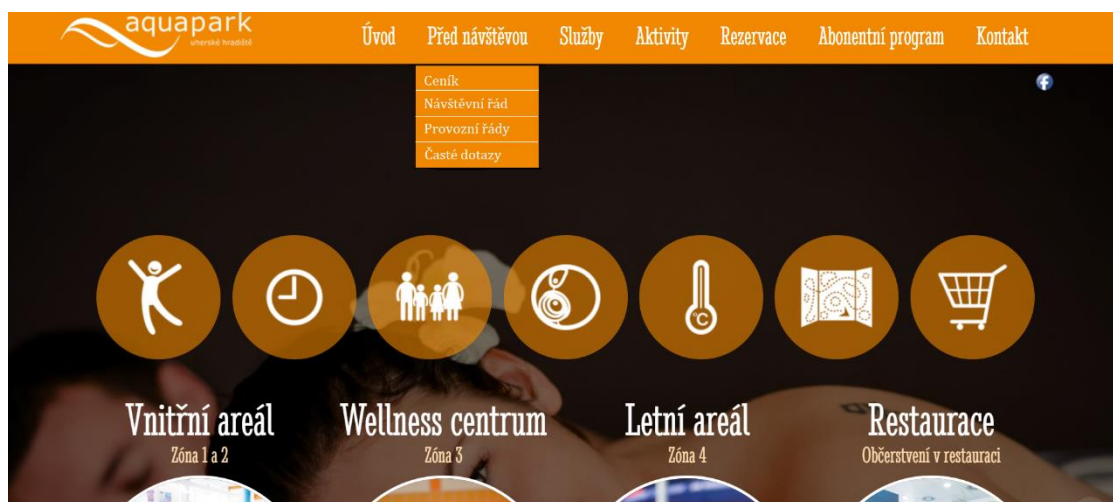 aquapark
uherské hradiště
Úvod Před návštěvou Služby Aktivity Rezervace Abonentní program Kontakt
Ceník
Návštěvní řád
Provozní řády
Časté dotazy
°C
Vnitřní areál Wellness centrum Letní areál Restaurace
Zóna 1 a 2 Zóna 3 Zóna 4 Občerstvení v restauraci